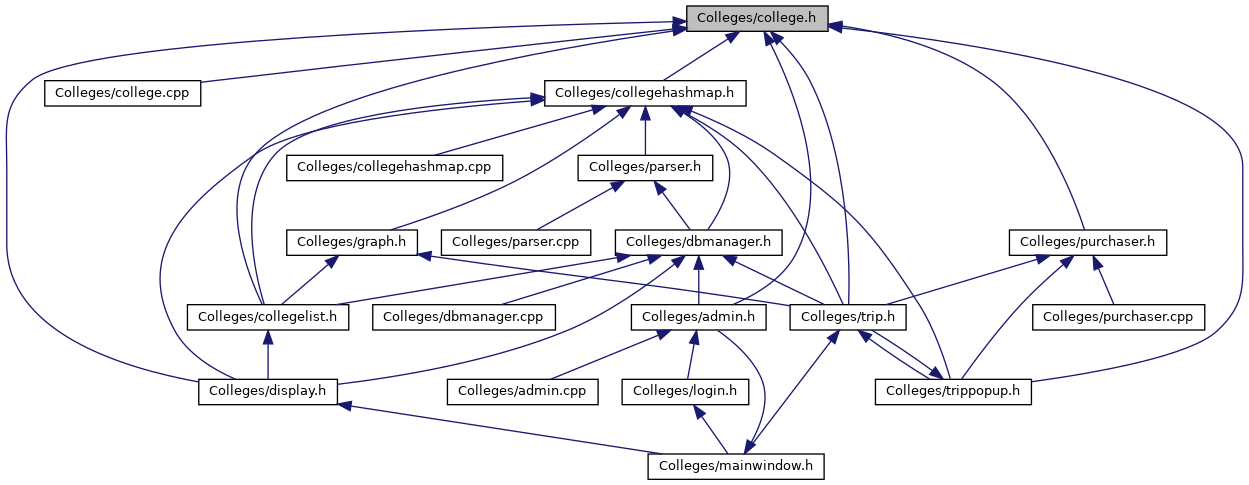 Colleges/college.h
Colleges/college.cpp
Colleges/collegehashmap.h
Colleges/collegehashmap.cpp
Colleges/parser.h
Colleges/graph.h
Colleges/parser.cpp
Colleges/dbmanager.h
Colleges/purchaser.h
Colleges/collegelist.h
Colleges/dbmanager.cpp
Colleges/admin.h
Colleges/trip.h
Colleges/purchaser.cpp
Colleges/display.h
Colleges/admin.cpp
Colleges/login.h
Colleges/trippopup.h
Colleges/mainwindow.h